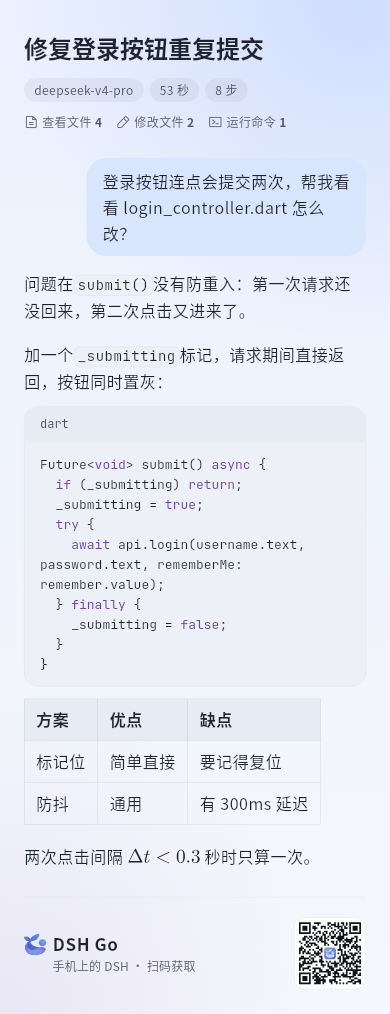 修复登录按钮重复提交
deepseek-v4-pro 53 秒 8 步
查看文件 4 修改文件 2 运行命令 1
登录按钮连点会提交两次，帮我看
看 login_controller.dart 怎么
改？
问题在 submit() 没有防重入：第一次请求还
没回来，第二次点击又进来了。
加一个 _submitting 标记，请求期间直接返
回，按钮同时置灰：
dart
Future<void> submit() async {
  if (_submitting) return;
  _submitting = true;
  try {
    await api.login(username.text,
password.text, rememberMe:
remember.value);
  } finally {
    _submitting = false;
  }
}
方案 优点 缺点
标记位 简单直接 要记得复位
防抖 通用 有 300ms 延迟
两次点击间隔 Δt < 0.3 秒时只算一次。
DSH Go
手机上的 DSH · 扫码获取